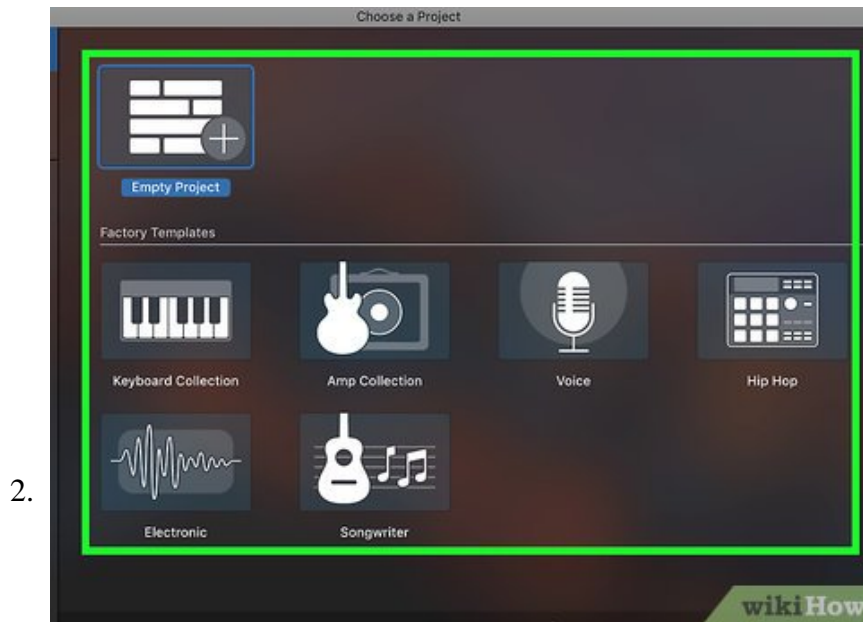 Choose a Project
Empty Project
Factory Templates
Keyboard Collection
Amp Collection
Voice
Hip Hop
Electronic
Songwriter
2.
wikiHow